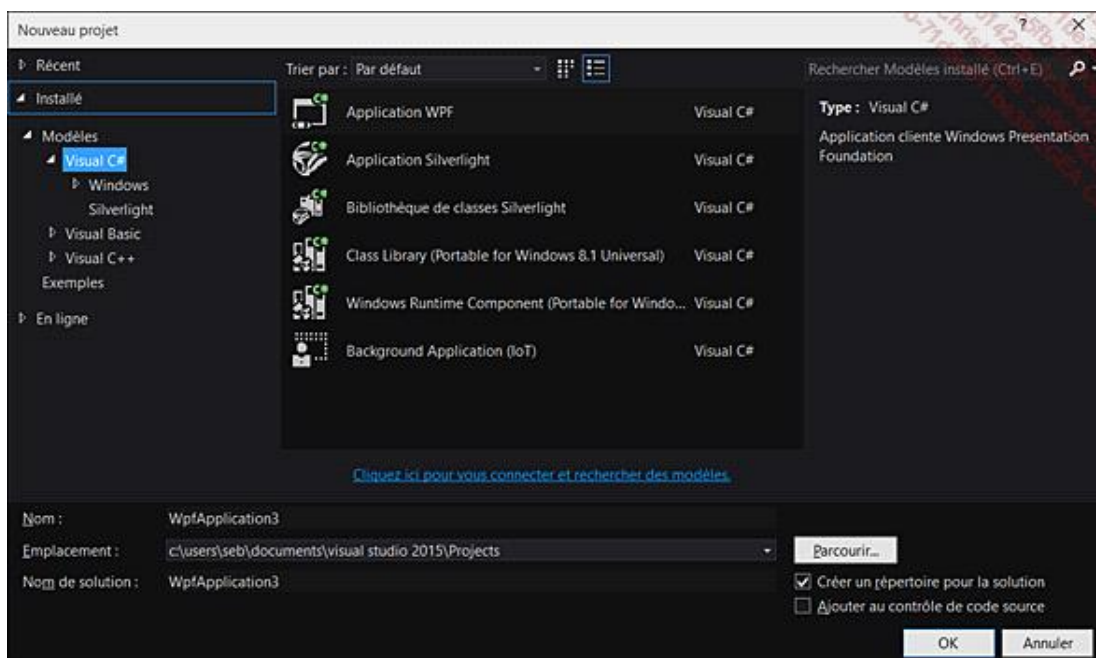 Nouveau projet
?
Récent
Trier par : Par défaut
Rechercher Modèles installé (Ctrl+E)
Installé
Modèles
Visual C#
Windows
Silverlight
Visual Basic
Visual C++
Exemples
En ligne
Application WPF Visual C#
Application Silverlight Visual C#
Bibliothèque de classes Silverlight Visual C#
Class Library (Portable for Windows 8.1 Universal) Visual C#
Windows Runtime Component (Portable for Windo... Visual C#
Background Application (IoT) Visual C#
Type : Visual C#
Application cliente Windows Presentation
Foundation
Cliquez ici pour vous connecter et rechercher des modèles.
Nom : WpfApplication3
Emplacement : c:\users\seb\documents\visual studio 2015\Projects
Parcourir...
Nom de solution : WpfApplication3
Créer un répertoire pour la solution
Ajouter au contrôle de code source
OK
Annuler